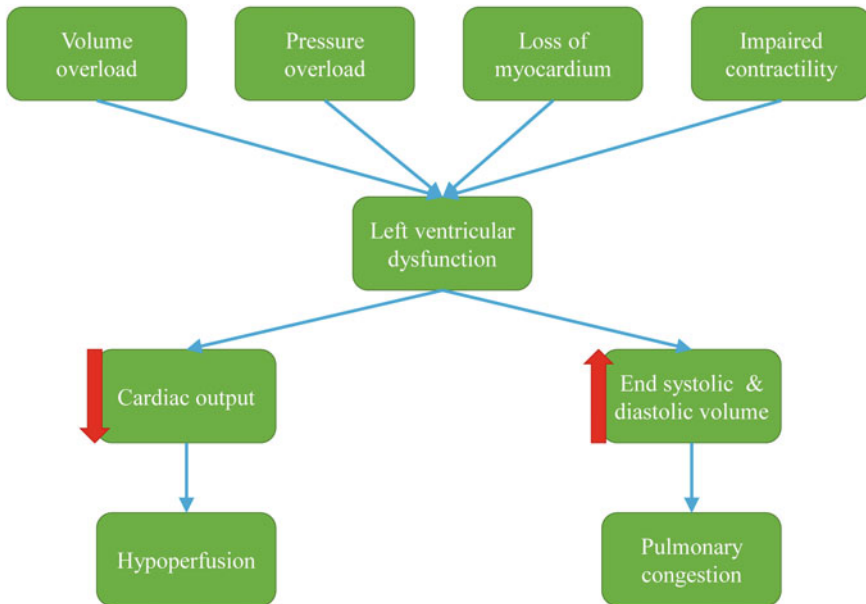 Volume
overload
Pressure
overload
Loss of
myocardium
Impaired
contractility
Left ventricular
dysfunction
Cardiac output
End systolic & 
diastolic volume
Hypoperfusion
Pulmonary
congestion